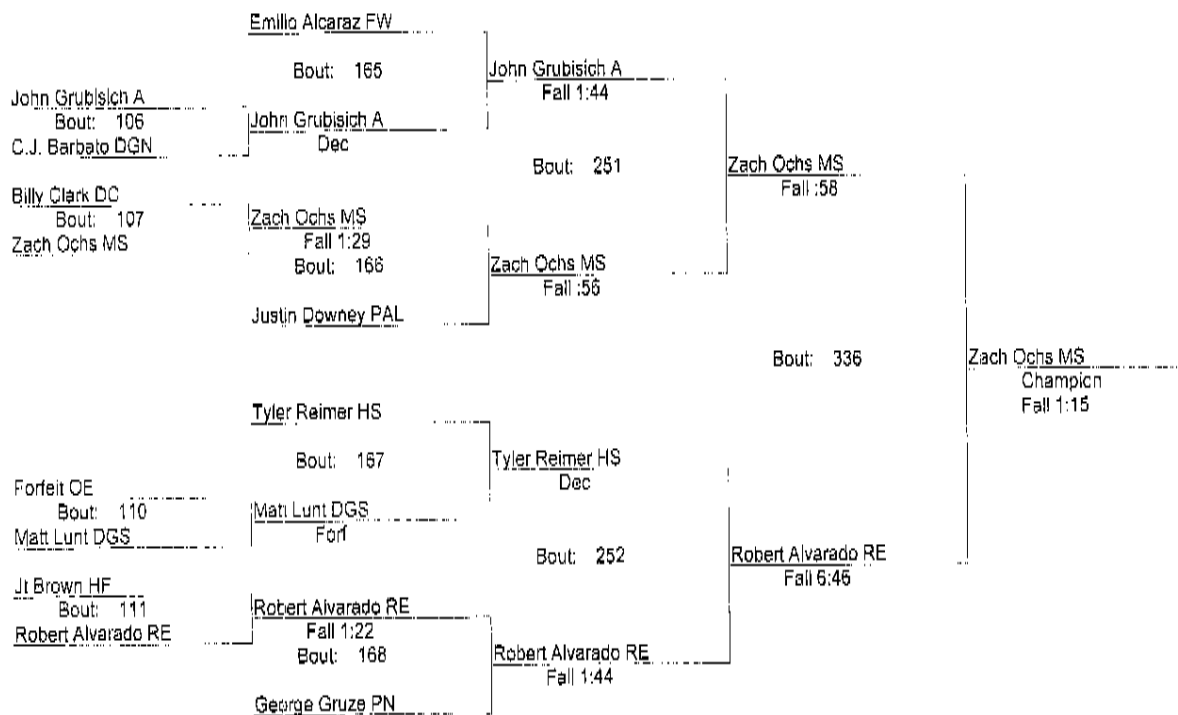 Emilio Alcaraz FW
Bout: 165
John Grubisich A
Fall 1:44
John Grubisich A
Bout: 106
C.J. Barbato DGN
John Grubisich A
Dec
Bout: 251
Zach Ochs MS
Fall :58
Billy Clark DC
Bout: 107
Zach Ochs MS
Zach Ochs MS
Fall 1:29
Bout: 166
Zach Ochs MS
Fall :56
Justin Downey PAL
Bout: 336
Zach Ochs MS
Champion
Fall 1:15
Tyler Reimer HS
Bout: 167
Tyler Reimer HS
Dec
Forfeit OE
Bout: 110
Matt Lunt DGS
Matt Lunt DGS
Forf
Bout: 252
Robert Alvarado RE
Fall 6:46
Jt Brown HF
Bout: 111
Robert Alvarado RE
Robert Alvarado RE
Fall 1:22
Bout: 168
Robert Alvarado RE
Fall 1:44
George Gruze PN